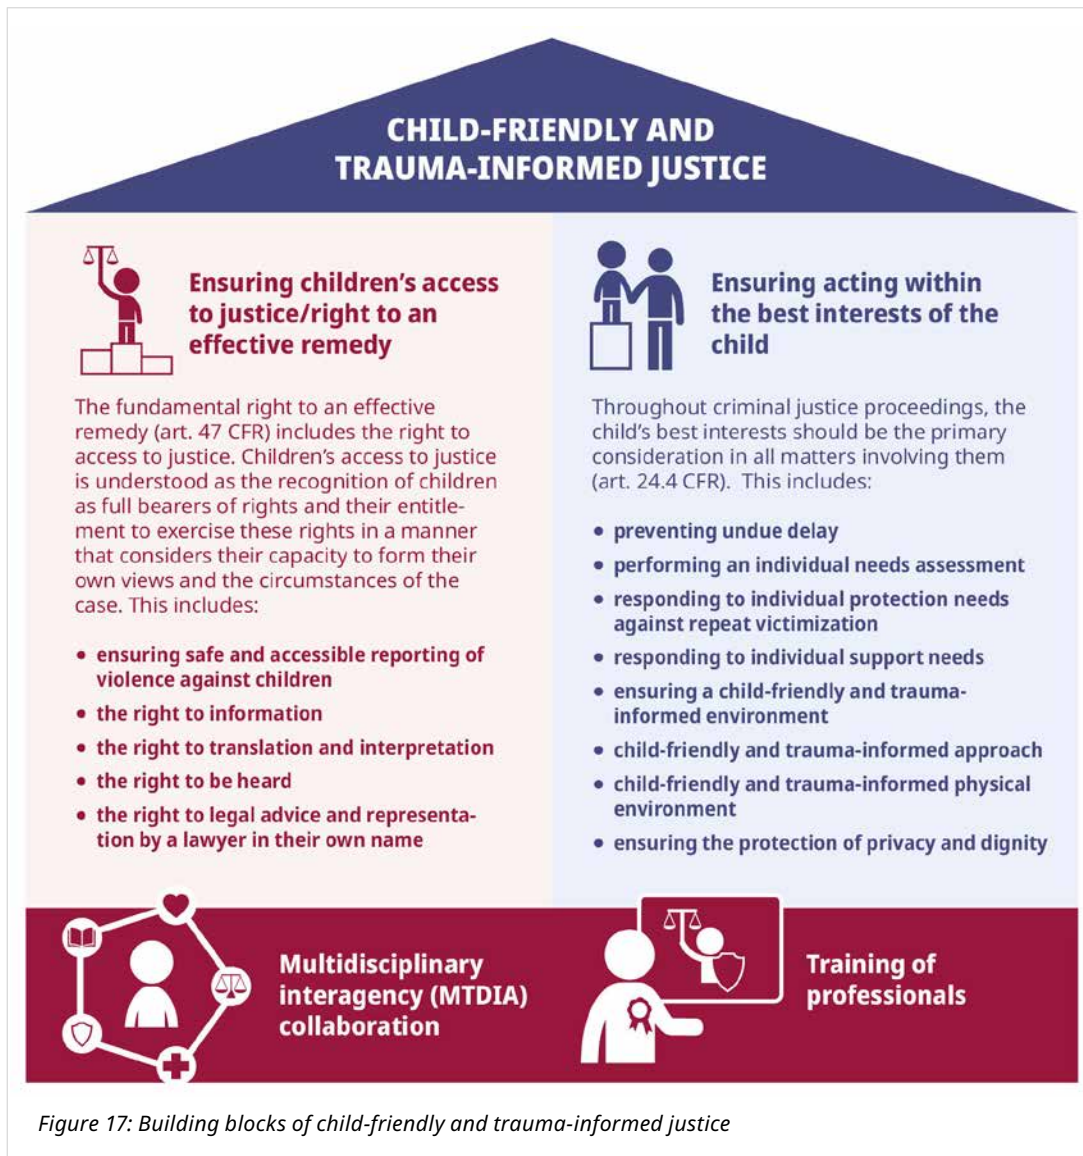 CHILD-FRIENDLY AND
TRAUMA-INFORMED JUSTICE
Ensuring children's access
to justice/right to an
effective remedy
The fundamental right to an effective
remedy (art. 47 CFR) includes the right to
access to justice. Children's access to justice
is understood as the recognition of children
as full bearers of rights and their entitle-
ment to exercise these rights in a manner
that considers their capacity to form their
own views and the circumstances of the
case. This includes:
• ensuring safe and accessible reporting of
violence against children
• the right to information
• the right to translation and interpretation
• the right to be heard
• the right to legal advice and representa-
tion by a lawyer in their own name
Ensuring acting within
the best interests of the
child
Throughout criminal justice proceedings, the
child's best interests should be the primary
consideration in all matters involving them
(art. 24.4 CFR). This includes:
• preventing undue delay
• performing an individual needs assessment
• responding to individual protection needs
against repeat victimization
• responding to individual support needs
• ensuring a child-friendly and trauma-
informed environment
• child-friendly and trauma-informed approach
• child-friendly and trauma-informed physical
environment
• ensuring the protection of privacy and dignity
Multidisciplinary
interagency (MTDIA)
collaboration
Training of
professionals
Figure 17: Building blocks of child-friendly and trauma-informed justice